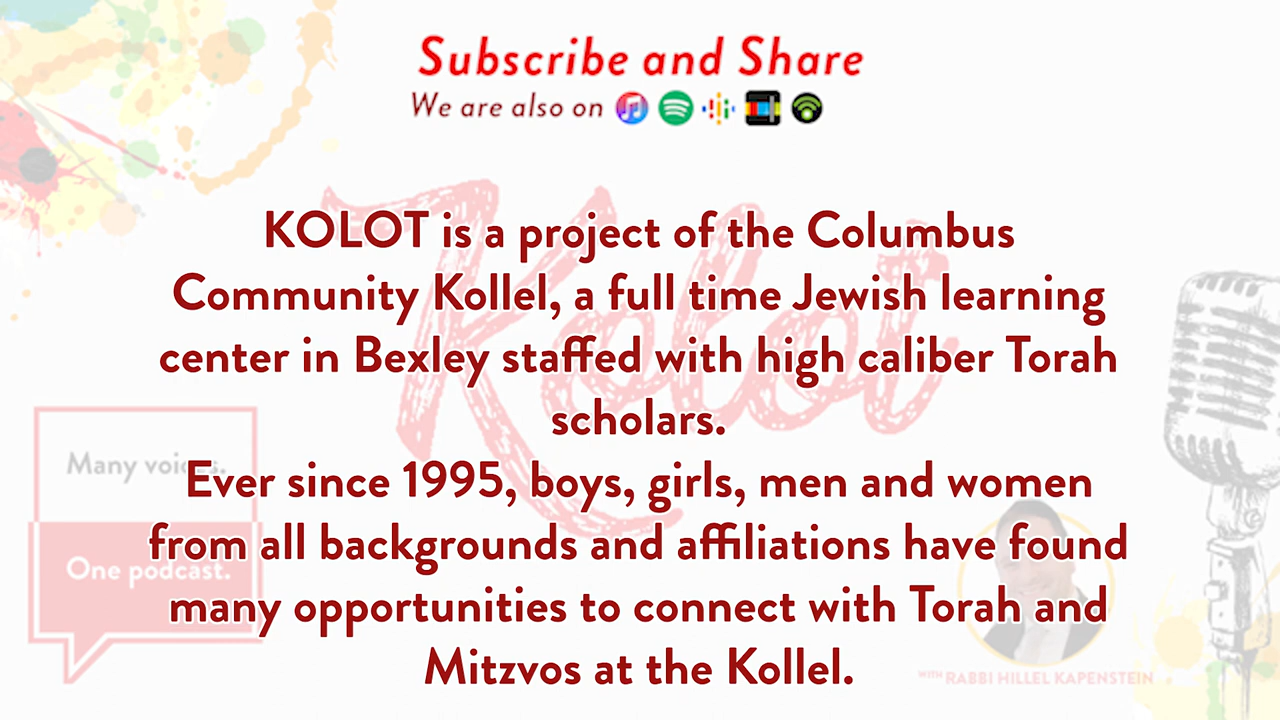 Subscribe and Share
We are also on
Kolot
KOLOT is a project of the Columbus
Community Kollel, a full time Jewish learning
center in Bexley staffed with high caliber Torah
scholars.
Ever since 1995, boys, girls, men and women
from all backgrounds and affiliations have found
many opportunities to connect with Torah and
Mitzvos at the Kollel.
Many voices.
One podcast.
WITH RABBI HILLEL KAPENSTEIN